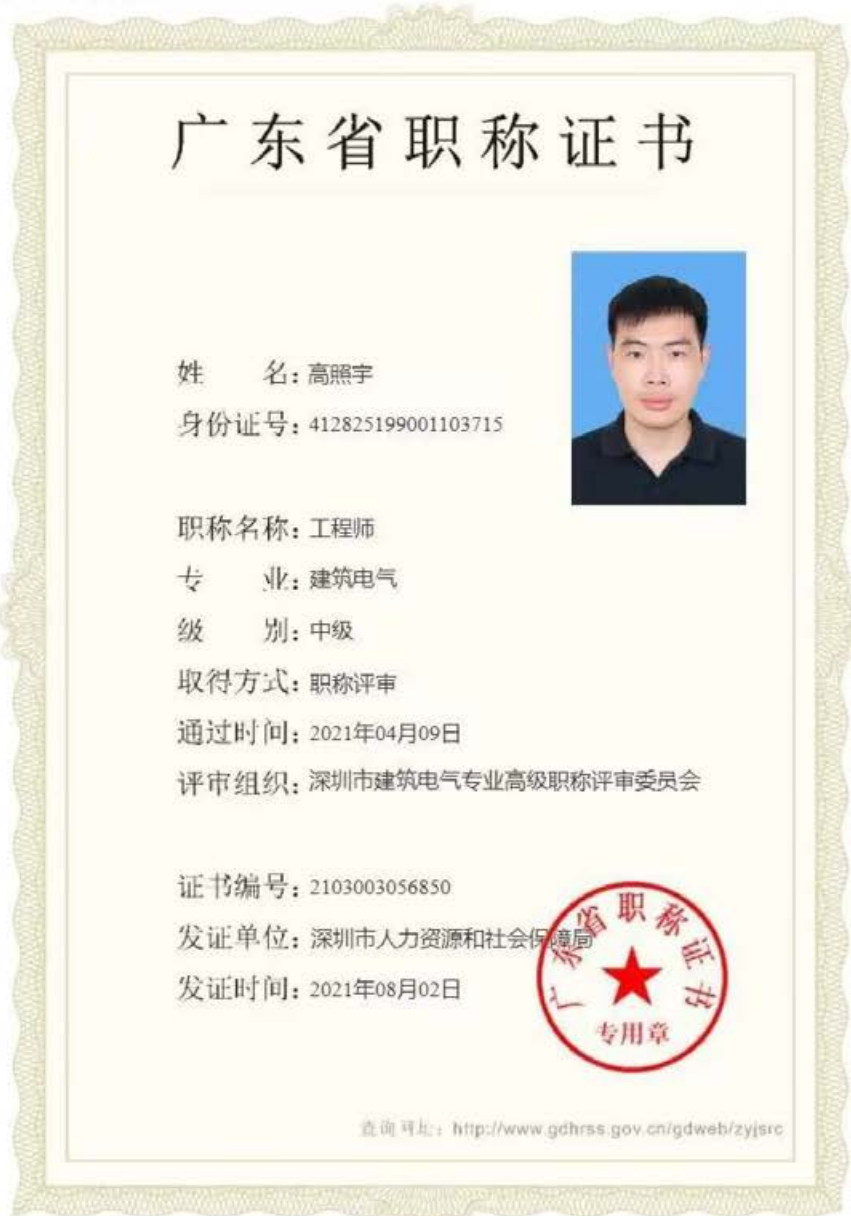 广东省职称证书
姓 名：高照宇
身份证号：412825199001103715
职称名称：工程师
专 业：建筑电气
级 别：中级
取得方式：职称评审
通过时间：2021年04月09日
评审组织：深圳市建筑电气专业高级职称评审委员会
证书编号：2103003056850
发证单位：深圳市人力资源和社会保障局
发证时间：2021年08月02日
广东省职称证书
专用章
查询网址：http://www.gdhrss.gov.cn/gdweb/zyjsrc